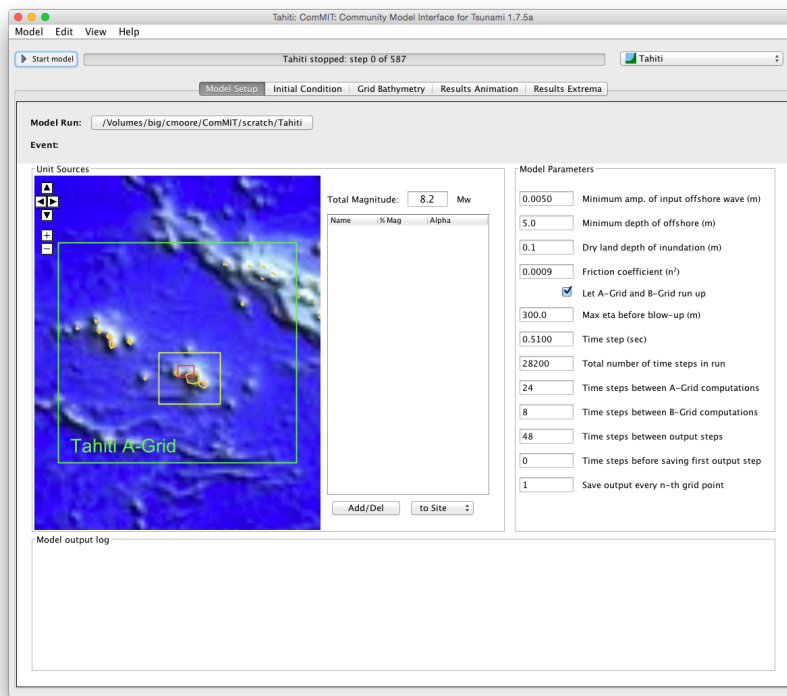 Tahiti: ComMIT: Community Model Interface for Tsunami 1.7.5a
Model Edit View Help
Start model
Tahiti stopped: step 0 of 587
Tahiti
Model Setup Initial Condition Grid Bathymetry Results Animation Results Extrema
Model Run: /Volumes/big/cmoore/ComMIT/scratch/Tahiti
Event:
Unit Sources
Tahiti A-Grid
Total Magnitude: 8.2 Mw
Name % Mag Alpha
Add/Del to Site
Model Parameters
0.0050 Minimum amp. of input offshore wave (m)
5.0 Minimum depth of offshore (m)
0.1 Dry land depth of inundation (m)
0.0009 Friction coefficient (n²)
Let A-Grid and B-Grid run up
300.0 Max eta before blow-up (m)
0.5100 Time step (sec)
28200 Total number of time steps in run
24 Time steps between A-Grid computations
8 Time steps between B-Grid computations
48 Time steps between output steps
0 Time steps before saving first output step
1 Save output every n-th grid point
Model output log